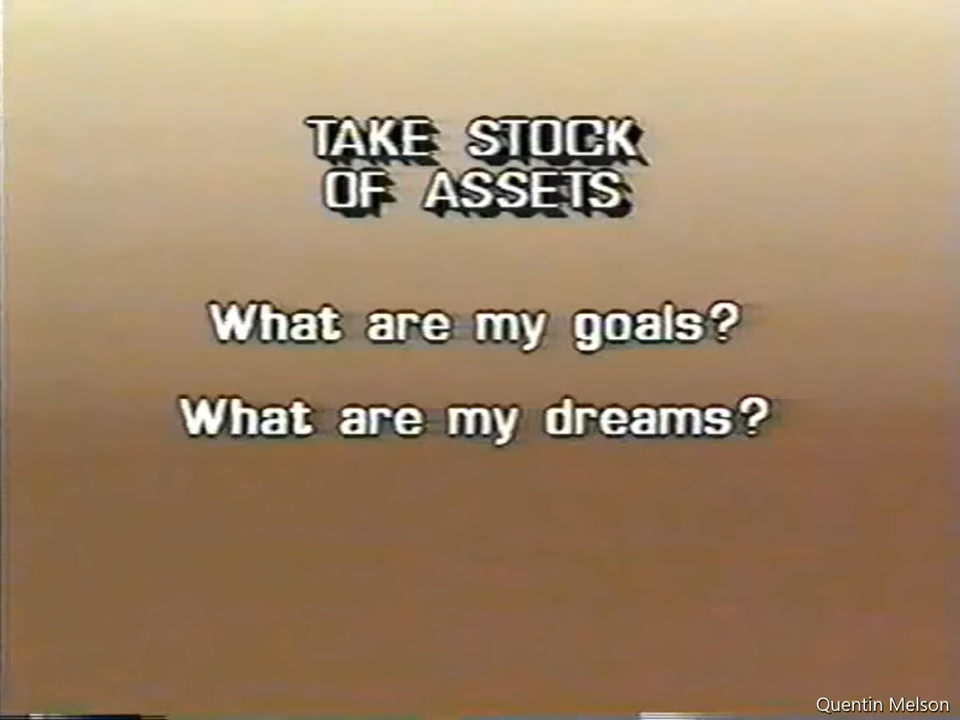 TAKE STOCK
OF ASSETS
What are my goals?
What are my dreams?
Quentin Melson